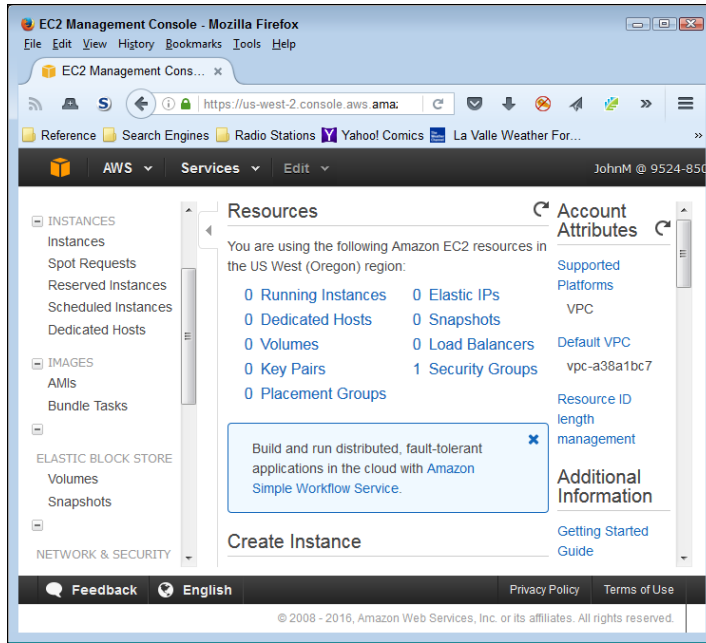 EC2 Management Console - Mozilla Firefox
File Edit View History Bookmarks Tools Help
EC2 Management Cons... ×
https://us-west-2.console.aws.ama
Reference Search Engines Radio Stations Yahoo! Comics La Valle Weather For... »
AWS Services Edit JohnM @ 9524-850
INSTANCES
Instances
Spot Requests
Reserved Instances
Scheduled Instances
Dedicated Hosts
IMAGES
AMIs
Bundle Tasks
ELASTIC BLOCK STORE
Volumes
Snapshots
NETWORK & SECURITY
Resources
You are using the following Amazon EC2 resources in
the US West (Oregon) region:
0 Running Instances 0 Elastic IPs
0 Dedicated Hosts 0 Snapshots
0 Volumes 0 Load Balancers
0 Key Pairs 1 Security Groups
0 Placement Groups
Build and run distributed, fault-tolerant
applications in the cloud with Amazon
Simple Workflow Service.
Create Instance
Account
Attributes
Supported
Platforms
VPC
Default VPC
vpc-a38a1bc7
Resource ID
length
management
Additional
Information
Getting Started
Guide
Feedback English Privacy Policy Terms of Use
© 2008 - 2016, Amazon Web Services, Inc. or its affiliates. All rights reserved.